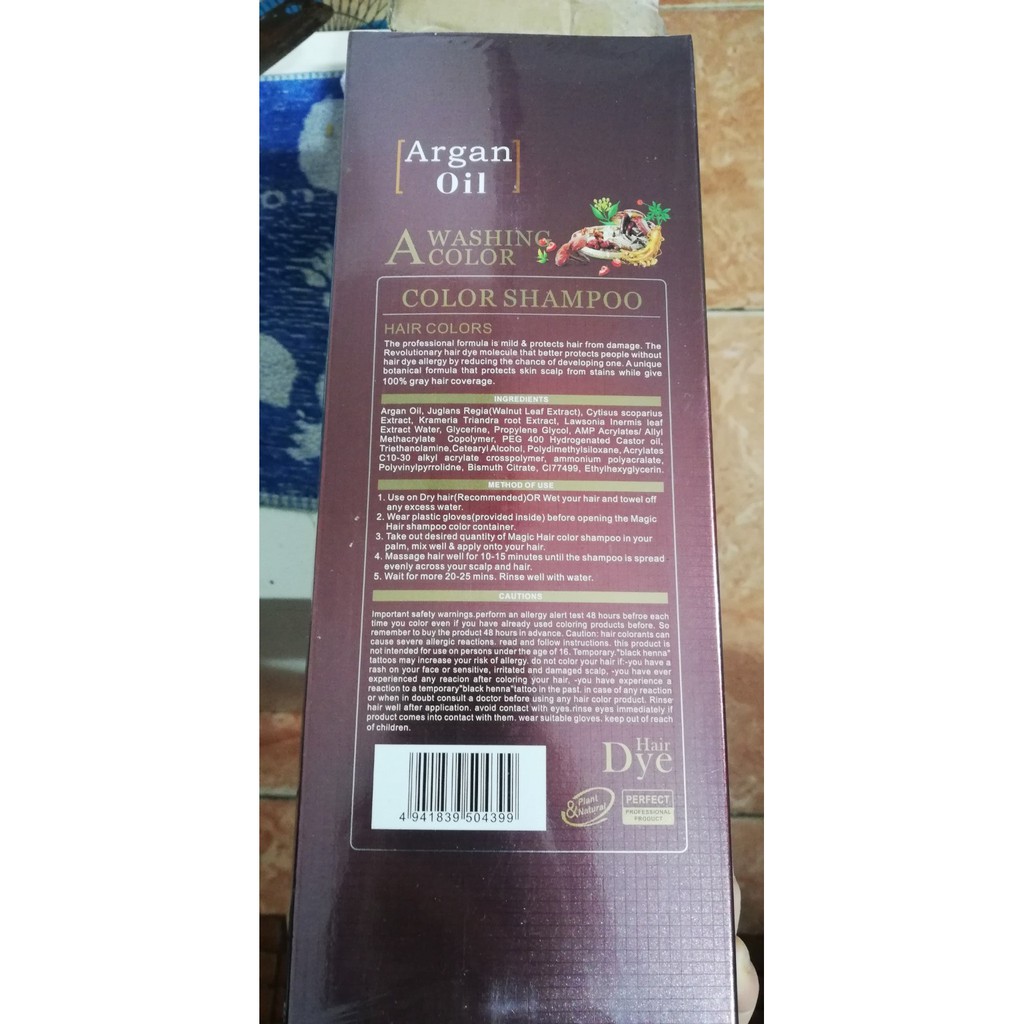 [Argan]
Oil
A WASHING
COLOR
COLOR SHAMPOO
HAIR COLORS
The professional formula is mild & protects hair from damage. The
Revolutionary hair dye molecule that better protects people without
hair dye allergy by reducing the chance of developing one. A unique
botanical formula that protects skin scalp from stains while give
100% gray hair coverage.
INGREDIENTS
Argan Oil, Juglans Regia(Walnut Leaf Extract), Cytisus scoparius
Extract, Krameria Triandra root Extract, Lawsonia Inermis leaf
Extract Water, Glycerine, Propylene Glycol, AMP Acrylates/ Allyl
Methacrylate Copolymer, PEG 400 Hydrogenated Castor oil,
Triethanolamine,Cetearyl Alcohol, Polydimethylsiloxane, Acrylates
C10-30 alkyl acrylate crosspolymer, ammonium polyacralate,
Polyvinylpyrrolidne, Bismuth Citrate, CI77499, Ethylhexyglycerin.
METHOD OF USE
1. Use on Dry hair(Recommended)OR Wet your hair and towel off
any excess water.
2. Wear plastic gloves(provided inside) before opening the Magic
Hair shampoo color container.
3. Take out desired quantity of Magic Hair color shampoo in your
palm, mix well & apply onto your hair.
4. Massage hair well for 10-15 minutes until the shampoo is spread
evenly across your scalp and hair.
5. Wait for more 20-25 mins. Rinse well with water.
CAUTIONS
Important safety warnings.perform an allergy alert test 48 hours befroe each
time you color even if you have already used coloring products before. So
remember to buy the product 48 hours in advance. Caution: hair colorants can
cause severe allergic reactions. read and follow instructions. this product is
not intended for use on persons under the age of 16. Temporary."black henna"
tattoos may increase your risk of allergy. do not color your hair if:-you have a
rash on your face or sensitive, irritated and damaged scalp, -you have ever
experienced any reacion after coloring your hair, -you have experience a
reaction to a temporary"black henna"tattoo in the past. in case of any reaction
or when in doubt consult a doctor before using any hair color product. Rinse
hair well after application. avoid contact with eyes.rinse eyes immediately if
product comes into contact with them. wear suitable gloves. keep out of reach
of children.
Hair
Dye
4 941839 504399
Plant
& Natural
PERFECT
PROFESSIONAL
PRODUCT